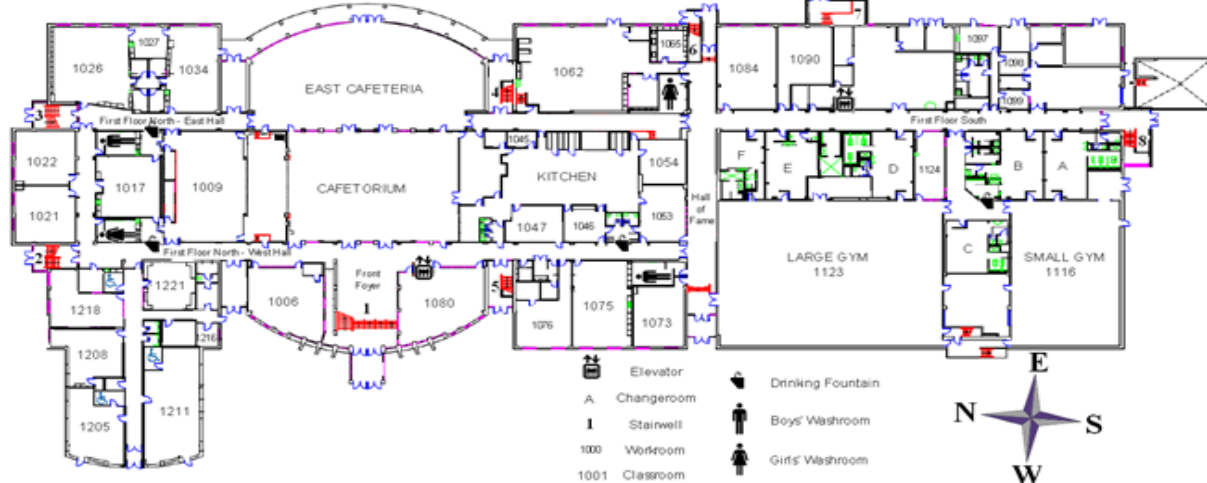 7
1027
1026
1034
1065
6
1062
1084
1090
1097
1098
1099
EAST CAFETERIA
4
3
First Floor North - East Hall
First Floor South
8
1022
1017
1009
CAFETORIUM
1045
KITCHEN
1054
F
E
D
1124
B
A
1021
1047
1046
1053
Hall
of
Fame
First Floor North - West Hall
2
LARGE GYM
1123
C
SMALL GYM
1116
1221
1218
1006
Front
Foyer
1
1080
5
1075
1076
1073
1216
1208
1211
1205
Elevator
A Changeroom
1 Stairwell
1000 Workroom
1001 Classroom
Drinking Fountain
Boys' Washroom
Girls' Washroom
E
N
S
W